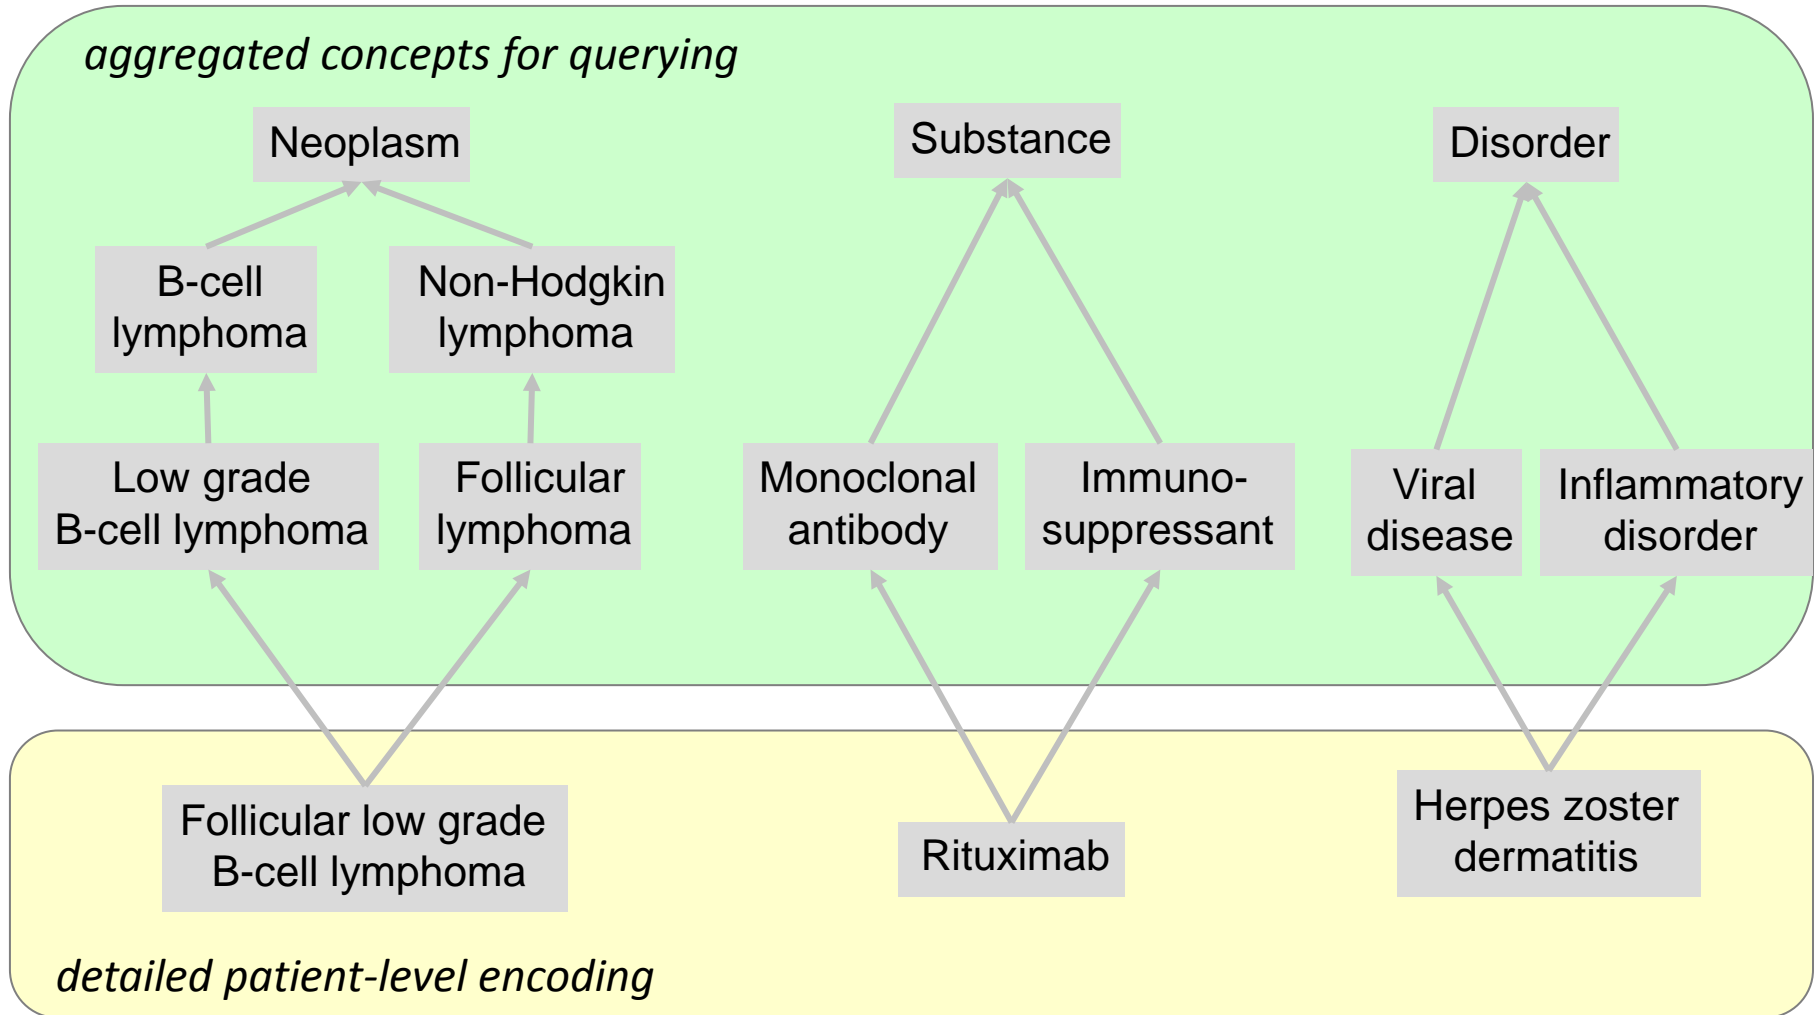 aggregated concepts for querying
Neoplasm
Substance
Disorder
B-cell
lymphoma
Non-Hodgkin
lymphoma
Low grade
B-cell lymphoma
Follicular
lymphoma
Monoclonal
antibody
Immuno-
suppressant
Viral
disease
Inflammatory
disorder
Follicular low grade
B-cell lymphoma
Rituximab
Herpes zoster
dermatitis
detailed patient-level encoding